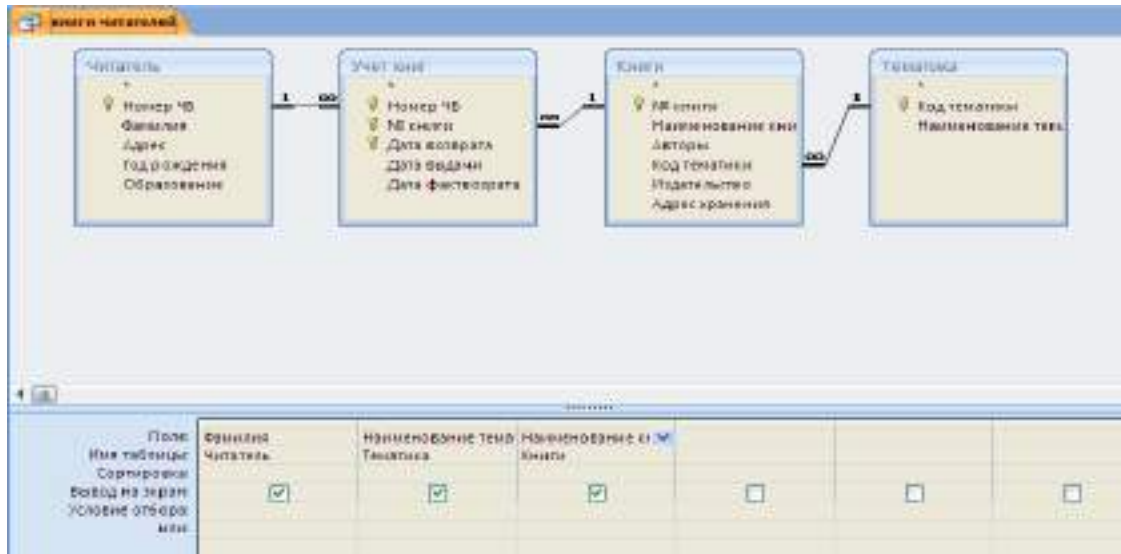 книги читателей
Читатель
*
Номер ЧБ
Фамилия
Адрес
Год рождения
Образование
1
∞
Учет книг
*
Номер ЧБ
№ книги
Дата возврата
Дата выдачи
Дата фактвозврата
∞
1
Книги
*
№ книги
Наименование кни
Авторы
Код тематики
Издательство
Адрес хранения
∞
1
Тематика
*
Код тематики
Наименование тема
Поле: Фамилия Наименование тема Наименование кн
Имя таблицы: Читатель Тематика Книги
Сортировка:
Вывод на экран:
Условие отбора:
или: